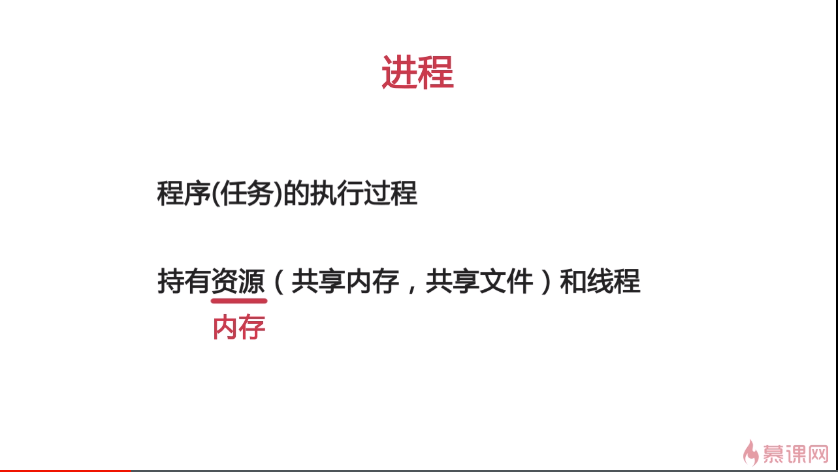 进程
程序(任务)的执行过程
持有资源（共享内存，共享文件）和线程
内存
慕课网